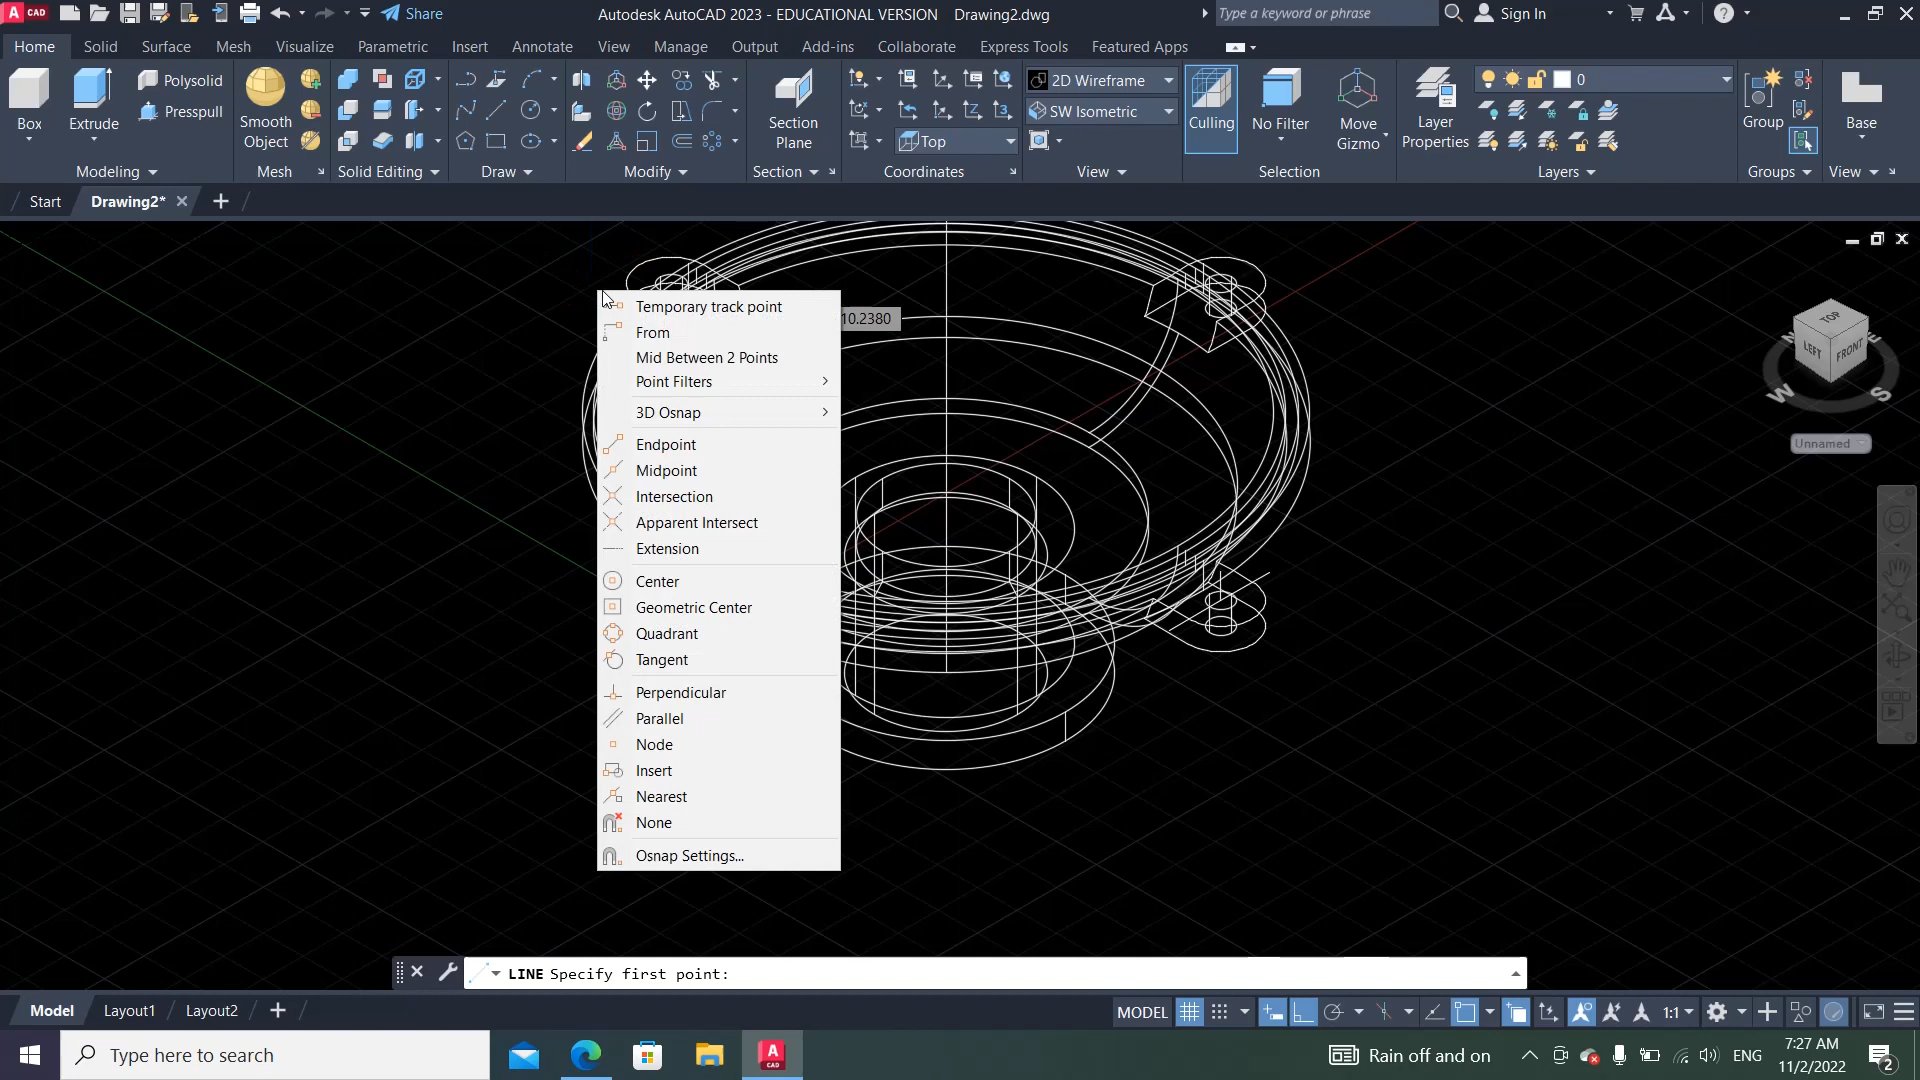 CAD
Share
Autodesk AutoCAD 2023 - EDUCATIONAL VERSION Drawing2.dwg
Type a keyword or phrase
Sign In
Home Solid Surface Mesh Visualize Parametric Insert Annotate View Manage Output Add-ins Collaborate Express Tools Featured Apps
Box
Extrude
Polysolid
Presspull
Smooth Object
Section Plane
Top
2D Wireframe
SW Isometric
Culling
No Filter
Move Gizmo
Layer Properties
0
Group
Base
Modeling Mesh Solid Editing Draw Modify Section Coordinates View Selection Layers Groups View
Start Drawing2*
Temporary track point
10.2380
From
Mid Between 2 Points
Point Filters
3D Osnap
Endpoint
Midpoint
Intersection
Apparent Intersect
Extension
Center
Geometric Center
Quadrant
Tangent
Perpendicular
Parallel
Node
Insert
Nearest
None
Osnap Settings...
TOP
LEFT
FRONT
W
S
Unnamed
LINE Specify first point:
Model Layout1 Layout2
MODEL
1:1
Type here to search
A CAD
Rain off and on
ENG
7:27 AM
11/2/2022
2